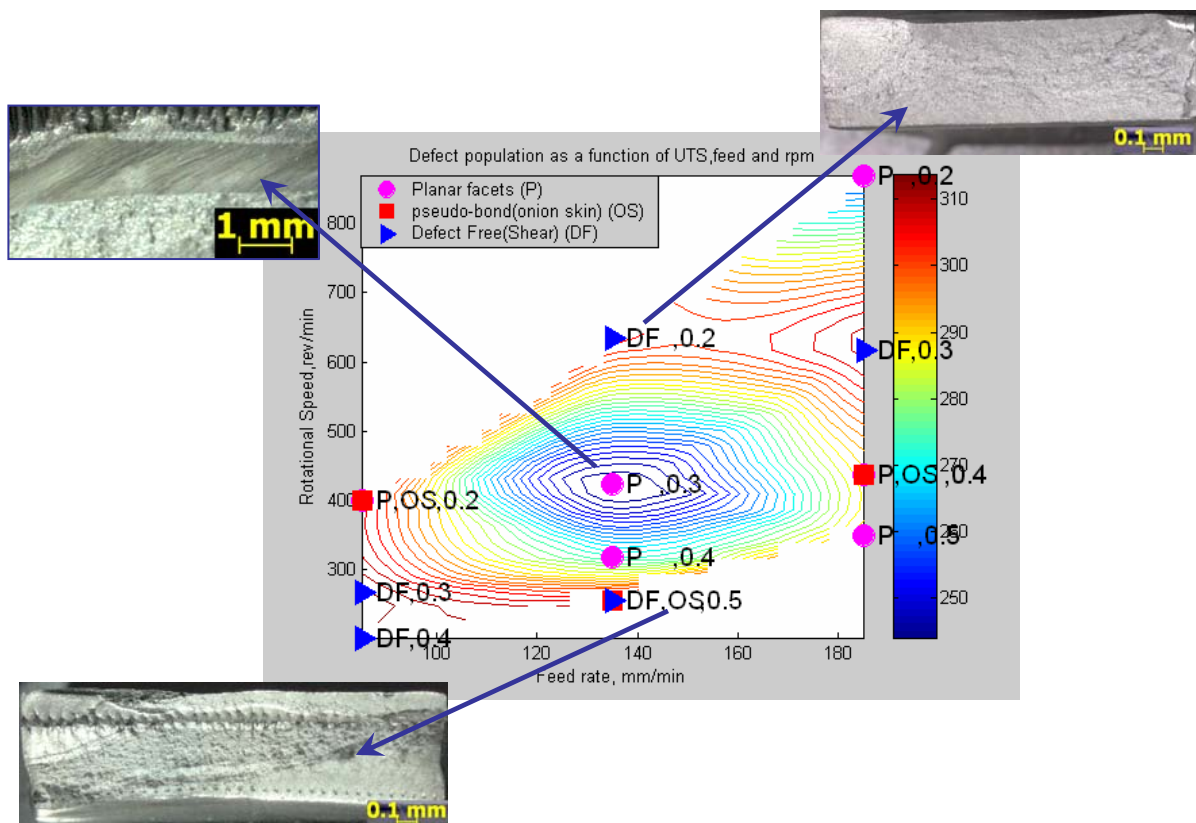 0.1 mm
1 mm
Defect population as a function of UTS,feed and rpm
Planar facets (P)
pseudo-bond(onion skin) (OS)
Defect Free(Shear) (DF)
P ,0.2
310
800
300
700
Rotational Speed,rev/min
DF ,0.2
DF,0.3
290
600
280
500
P,OS ,0.4
270
P ,0.3
400
P,OS,0.2
P ,0.5
260
P ,0.4
300
DF,0.3
DF,OS,0.5
250
DF,0.4
100
120
140
160
180
Feed rate, mm/min
0.1 mm